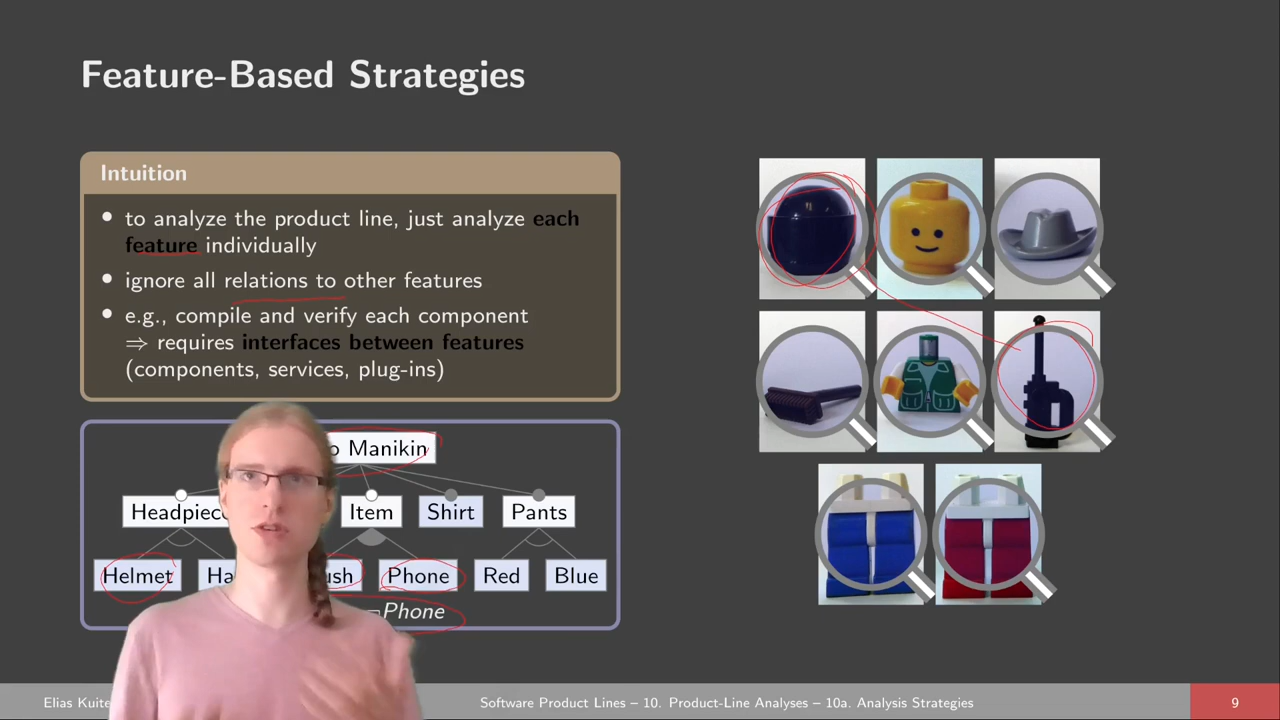 Feature-Based Strategies
Intuition
• to analyze the product line, just analyze each
feature individually
• ignore all relations to other features
• e.g., compile and verify each component
⇒ requires interfaces between features
(components, services, plug-ins)
Manikin
Item Shirt Pants
Helmet Phone Red Blue
¬Phone
Elias Software Product Lines – 10. Product-Line Analyses – 10a. Analysis Strategies 9